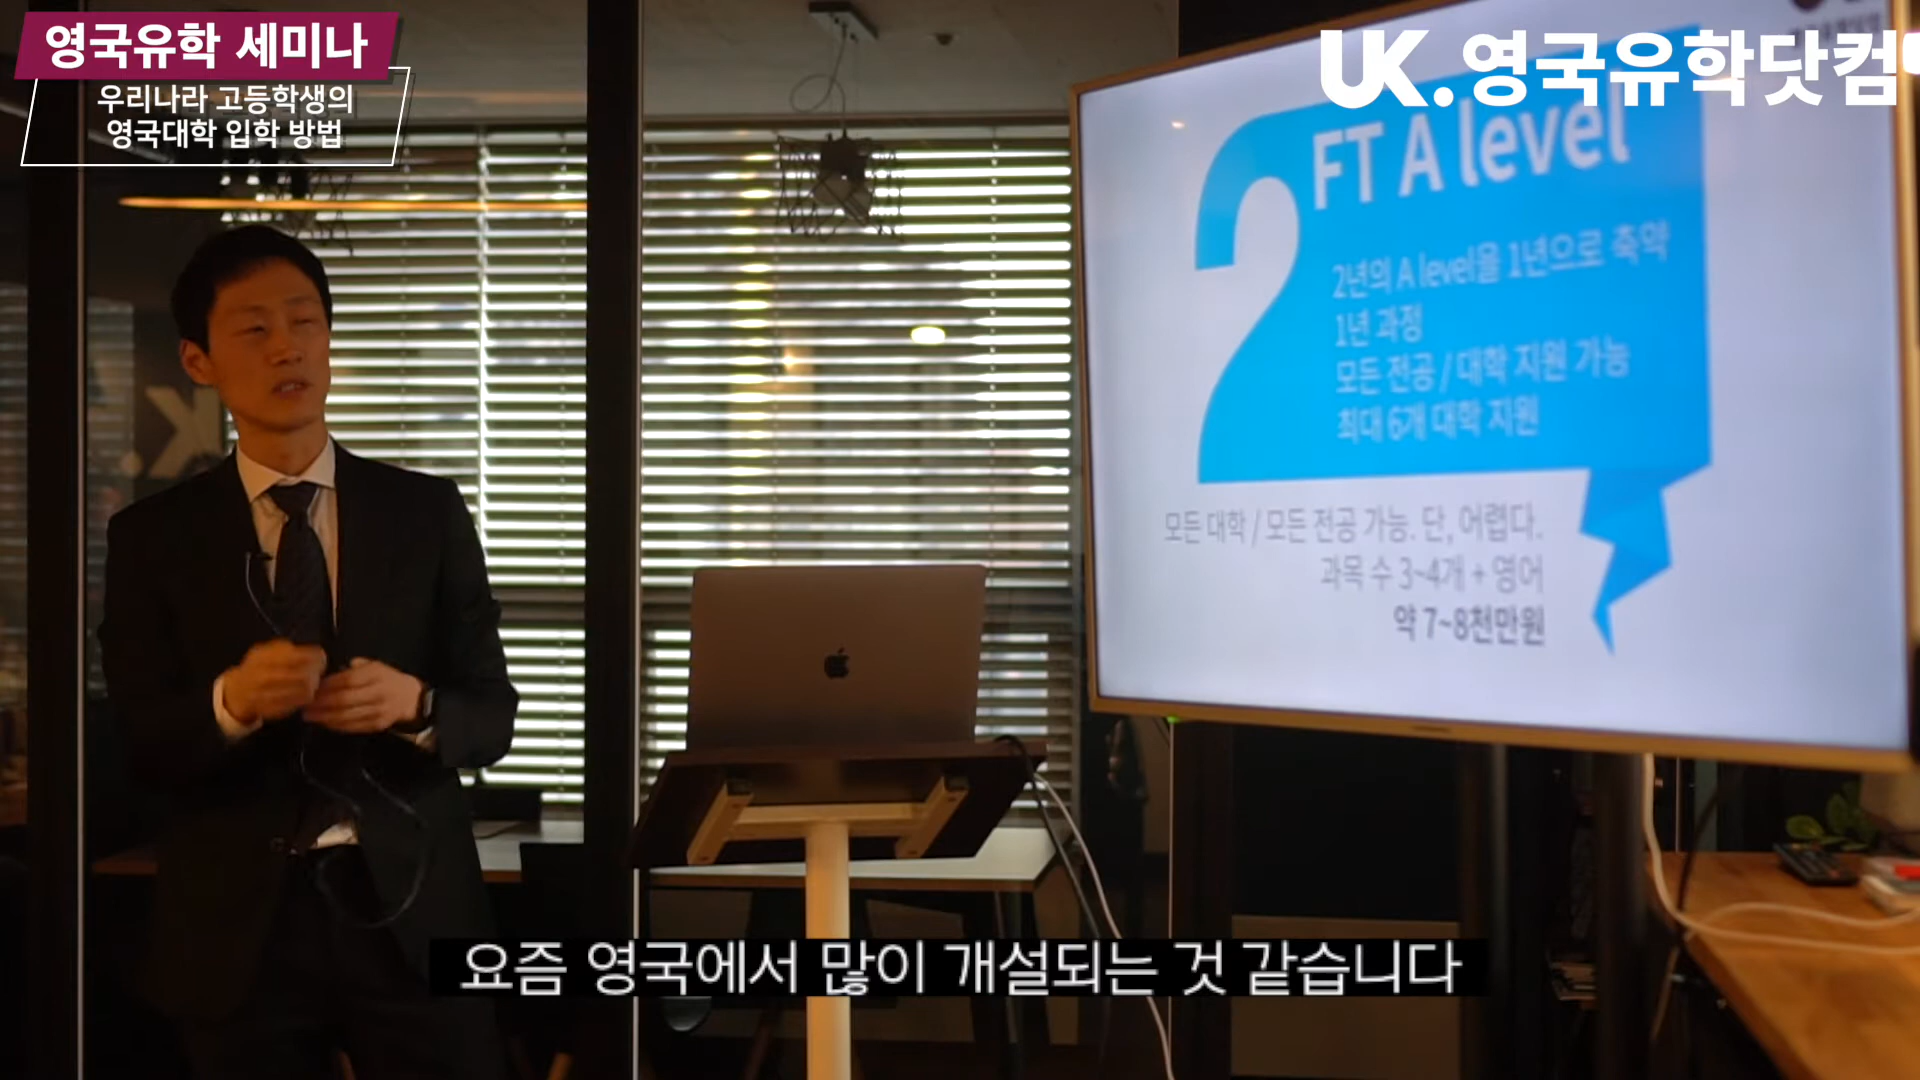 영국유학 세미나
우리나라 고등학생의
영국대학 입학 방법
UK.영국유학닷컴
2
FT A level
2년의 A level을 1년으로 축약
1년 과정
모든 전공 / 대학 지원 가능
최대 6개 대학 지원
모든 대학 / 모든 전공 가능. 단, 어렵다.
과목 수 3~4개 + 영어
약 7~8천만원
요즘 영국에서 많이 개설되는 것 같습니다